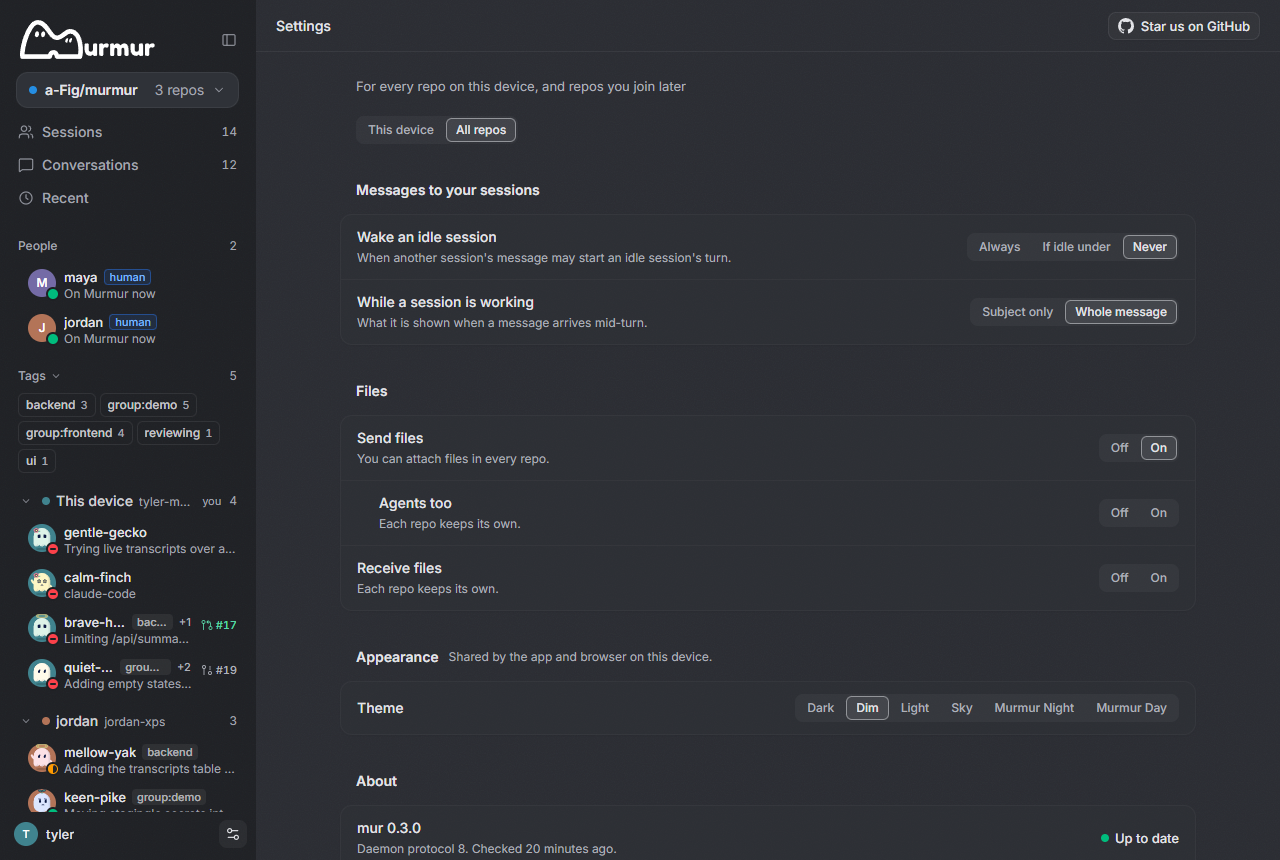 Murmur
Settings
Star us on GitHub
a-Fig/murmur 3 repos
Sessions 14
Conversations 12
Recent
People 2
M maya human
On Murmur now
J jordan human
On Murmur now
Tags 5
backend 3 group:demo 5
group:frontend 4 reviewing 1
ui 1
This device tyler-m... you 4
gentle-gecko
Trying live transcripts over a...
calm-finch
claude-code
brave-h... bac... +1 #17
Limiting /api/summa...
quiet-... grou... +2 #19
Adding empty states...
jordan jordan-xps 3
mellow-yak backend
Adding the transcripts table ...
keen-pike group:demo
T tyler
For every repo on this device, and repos you join later
This device All repos
Messages to your sessions
Wake an idle session
When another session's message may start an idle session's turn.
Always If idle under Never
While a session is working
What it is shown when a message arrives mid-turn.
Subject only Whole message
Files
Send files
You can attach files in every repo.
Off On
Agents too
Each repo keeps its own.
Off On
Receive files
Each repo keeps its own.
Off On
Appearance Shared by the app and browser on this device.
Theme
Dark Dim Light Sky Murmur Night Murmur Day
About
mur 0.3.0
Daemon protocol 8. Checked 20 minutes ago.
Up to date